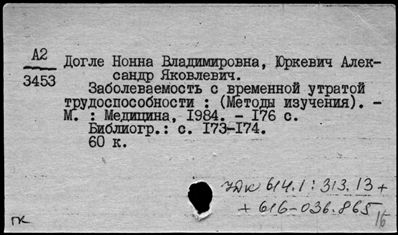 А2
3453
Догле Нонна Владимировна, Юркевич Алек-
сандр Яковлевич.
Заболеваемость с временной утратой
трудоспособности : (Методы изучения). -
М. : Медицина, 1984. - 176 с.
Библиогр.: с. 173-174.
60 к.
УДК 614.1:313.13 +
+ 616-036.865
16
ГК